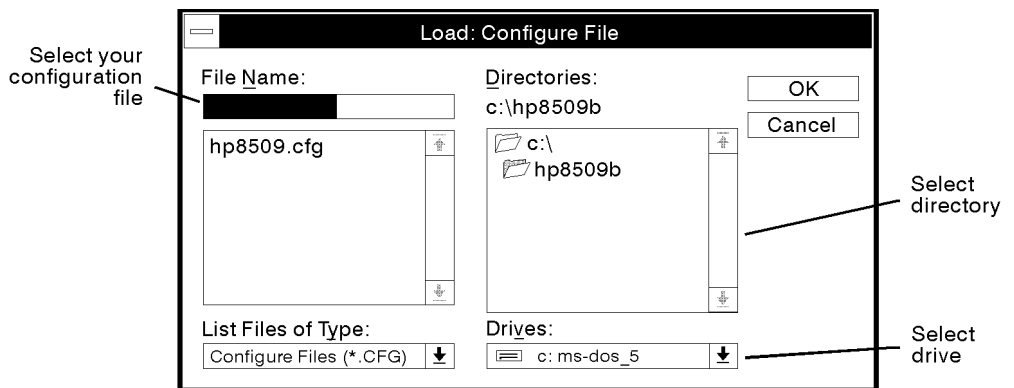 Load: Configure File
Select your
configuration
file
File Name:
hp8509.cfg
List Files of Type:
Configure Files (*.CFG)
Directories:
c:\hp8509b
c:\
hp8509b
Drives:
c: ms-dos_5
OK
Cancel
Select
directory
Select
drive